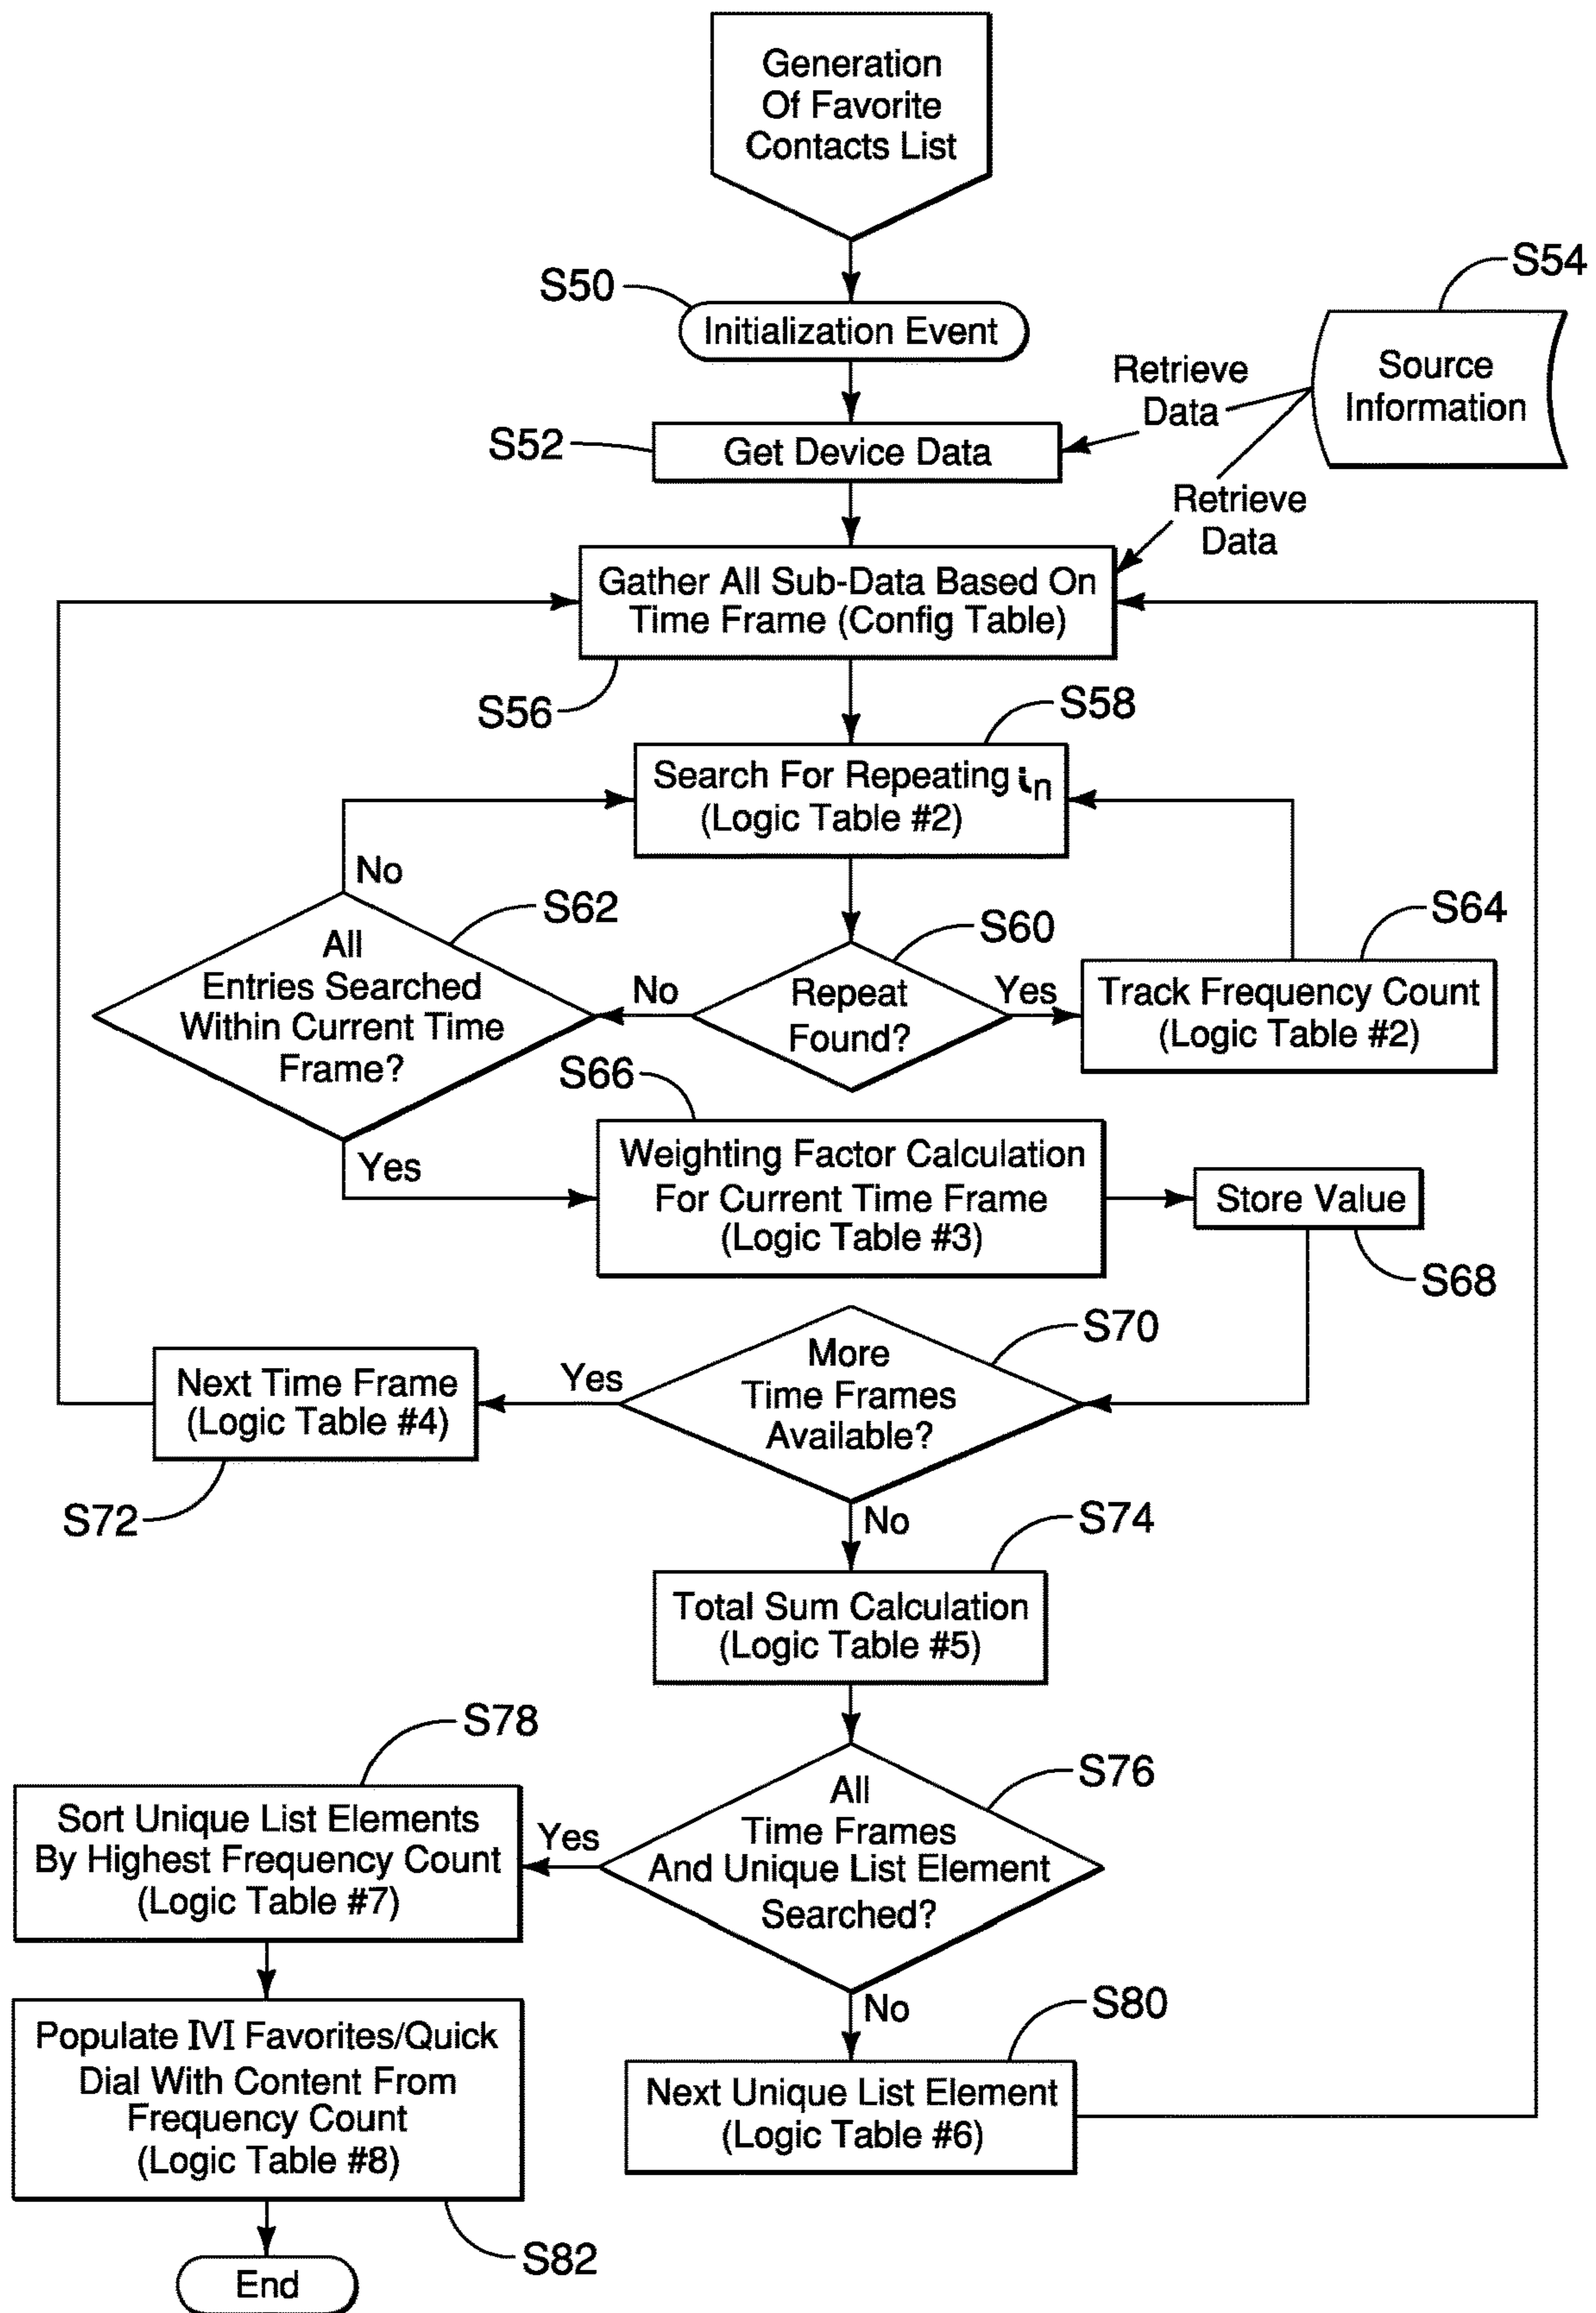 Generation
Of Favorite
Contacts List
S50
Initialization Event
S54
Source
Information
Retrieve
Data
S52
Get Device Data
Retrieve
Data
Gather All Sub-Data Based On
Time Frame (Config Table)
S56
S58
Search For Repeating in
(Logic Table #2)
No
S62
All
Entries Searched
Within Current Time
Frame?
No
S60
Repeat
Found?
Yes
S64
Track Frequency Count
(Logic Table #2)
Yes
S66
Weighting Factor Calculation
For Current Time Frame
(Logic Table #3)
Store Value
S68
S70
More
Time Frames
Available?
Yes
Next Time Frame
(Logic Table #4)
S72
No
S74
Total Sum Calculation
(Logic Table #5)
S76
All
Time Frames
And Unique List Element
Searched?
Yes
S78
Sort Unique List Elements
By Highest Frequency Count
(Logic Table #7)
No
S80
Next Unique List Element
(Logic Table #6)
Populate IVI Favorites/Quick
Dial With Content From
Frequency Count
(Logic Table #8)
S82
End